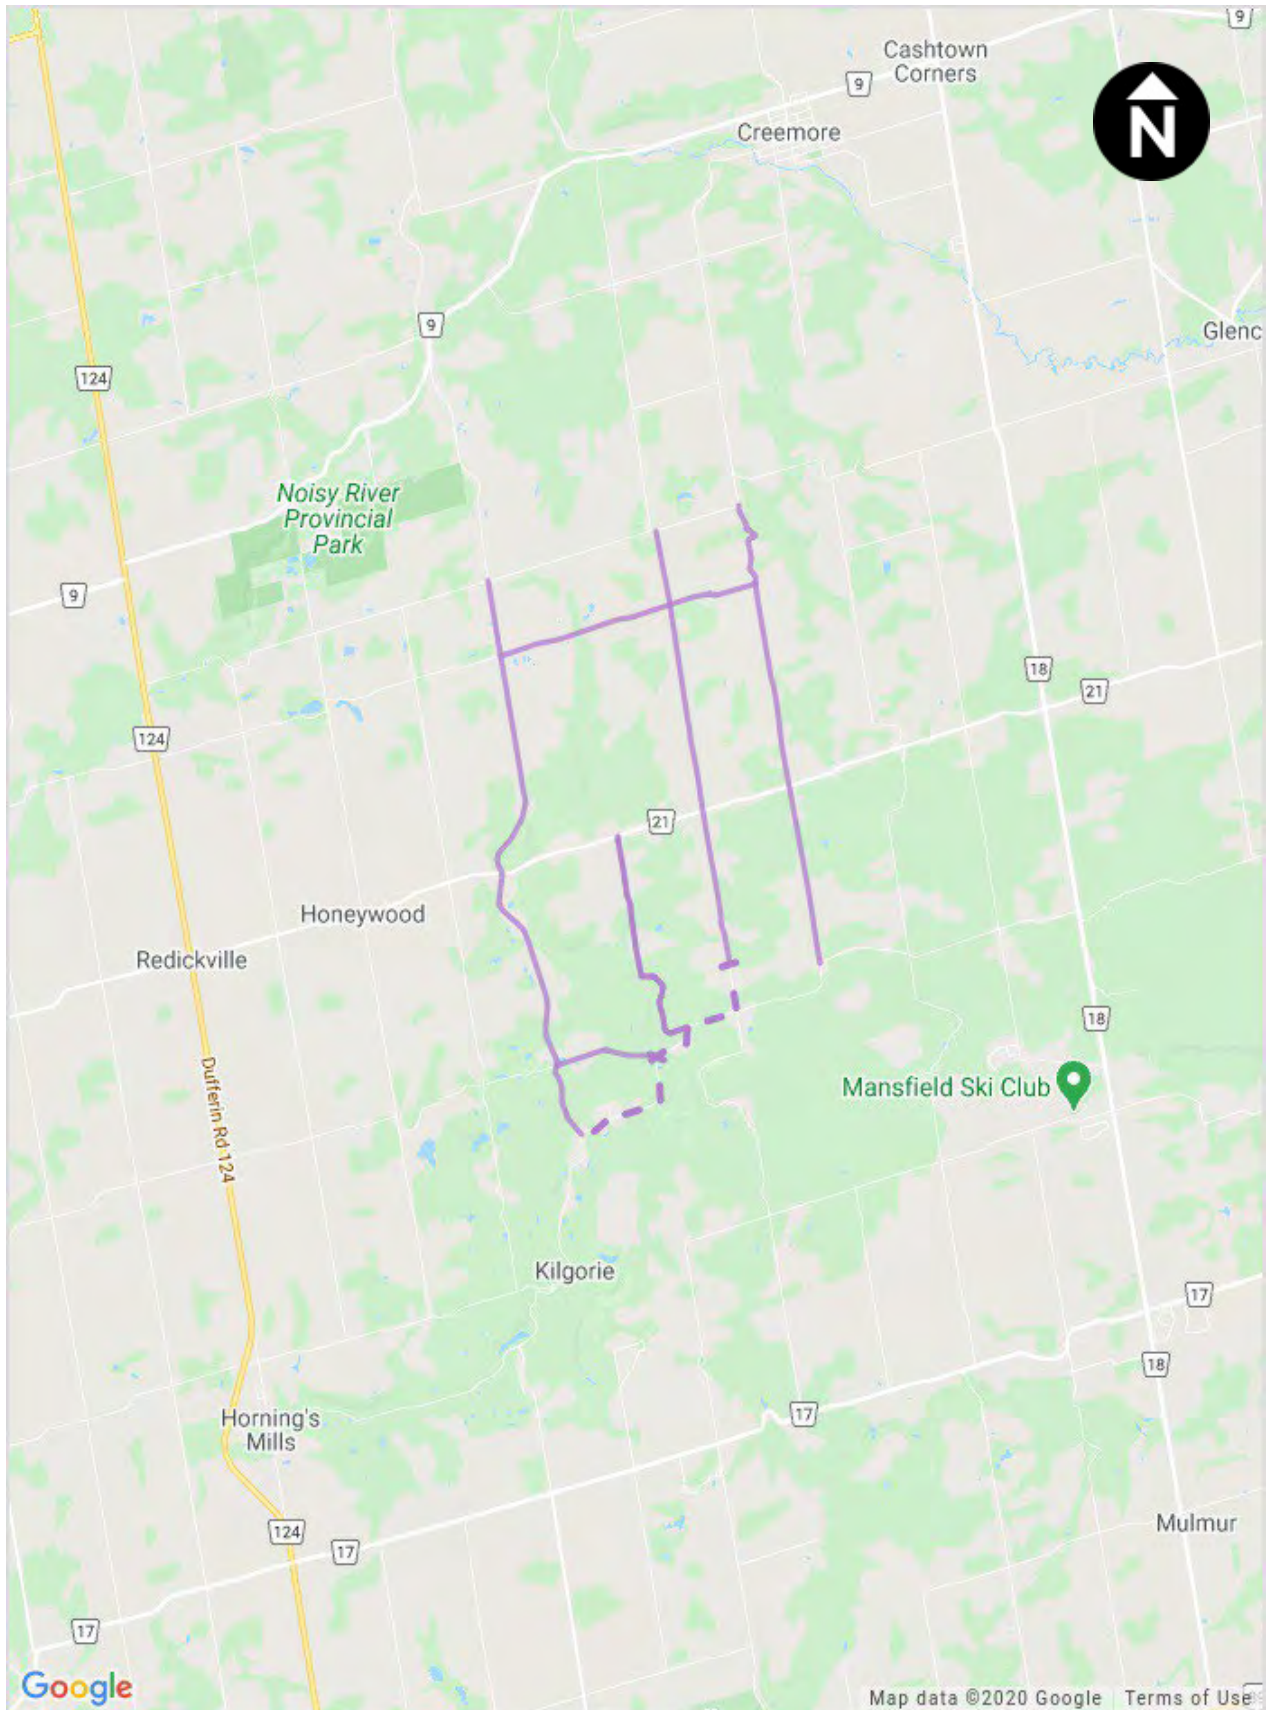 9
Cashtown
Corners
9
N
Creemore
Glenc
9
124
Noisy River
Provincial
Park
9
18
21
124
21
Honeywood
Redickville
18
Dufferin Rd 124
Mansfield Ski Club
Kilgorie
17
18
17
Horning's
Mills
Mulmur
124
17
17
Google
Map data ©2020 Google
Terms of Use